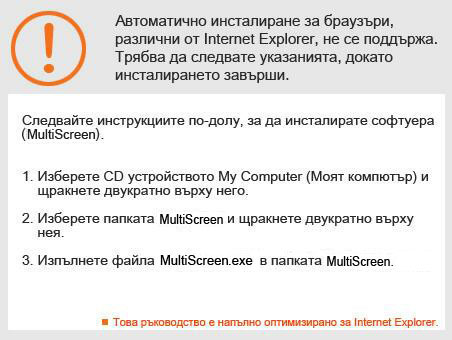 Автоматично инсталиране за браузъри,
различни от Internet Explorer, не се поддържа.
Трябва да следвате указанията, докато
инсталирането завърши.
Следвайте инструкциите по-долу, за да инсталирате софтуера
(MultiScreen).
1. Изберете CD устройството My Computer (Моят компютър) и
щракнете двукратно върху него.
2. Изберете папката MultiScreen и щракнете двукратно върху
нея.
3. Изпълнете файла MultiScreen.exe в папката MultiScreen.
Това ръководство е напълно оптимизирано за Internet Explorer.